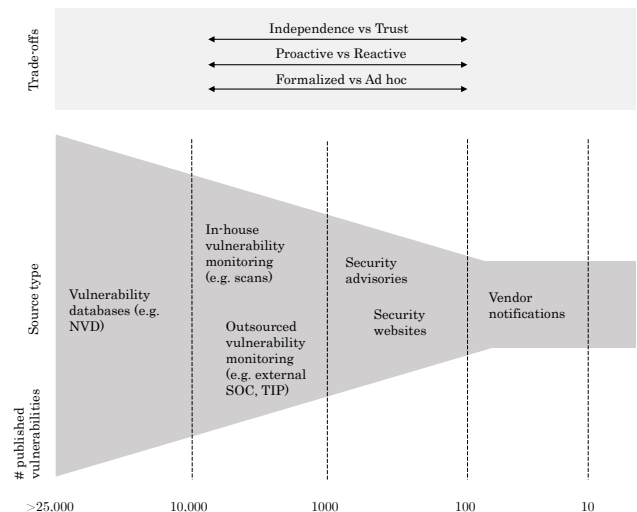 Trade-offs
Independence vs Trust
Proactive vs Reactive
Formalized vs Ad hoc
Source type
Vulnerability
databases (e.g.
NVD)
In-house
vulnerability
monitoring
(e.g. scans)
Outsourced
vulnerability
monitoring
(e.g. external
SOC, TIP)
Security
advisories
Security
websites
Vendor
notifications
# published
vulnerabilities
>25,000
10,000
1000
100
10